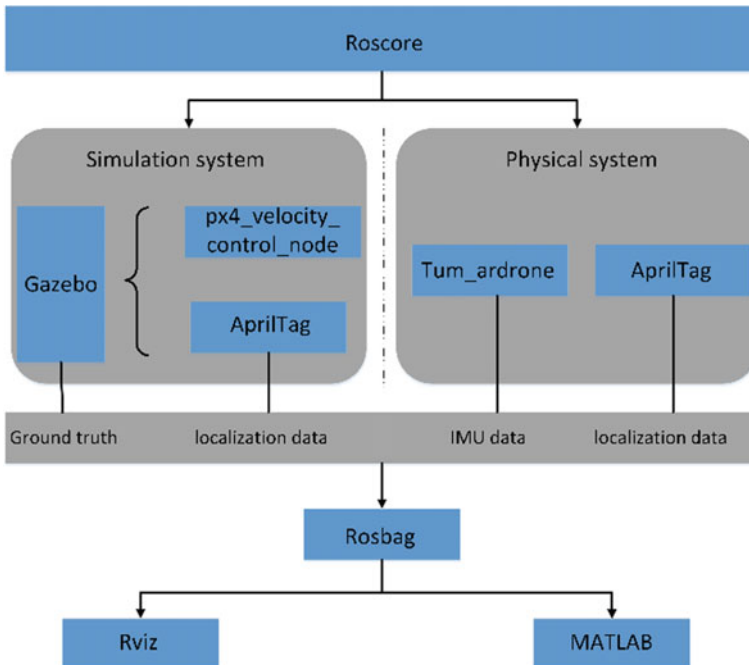 Roscore
Simulation system
Physical system
px4_velocity_
control_node
Gazebo
AprilTag
Tum_ardrone
AprilTag
Ground truth
localization data
IMU data
localization data
Rosbag
Rviz
MATLAB